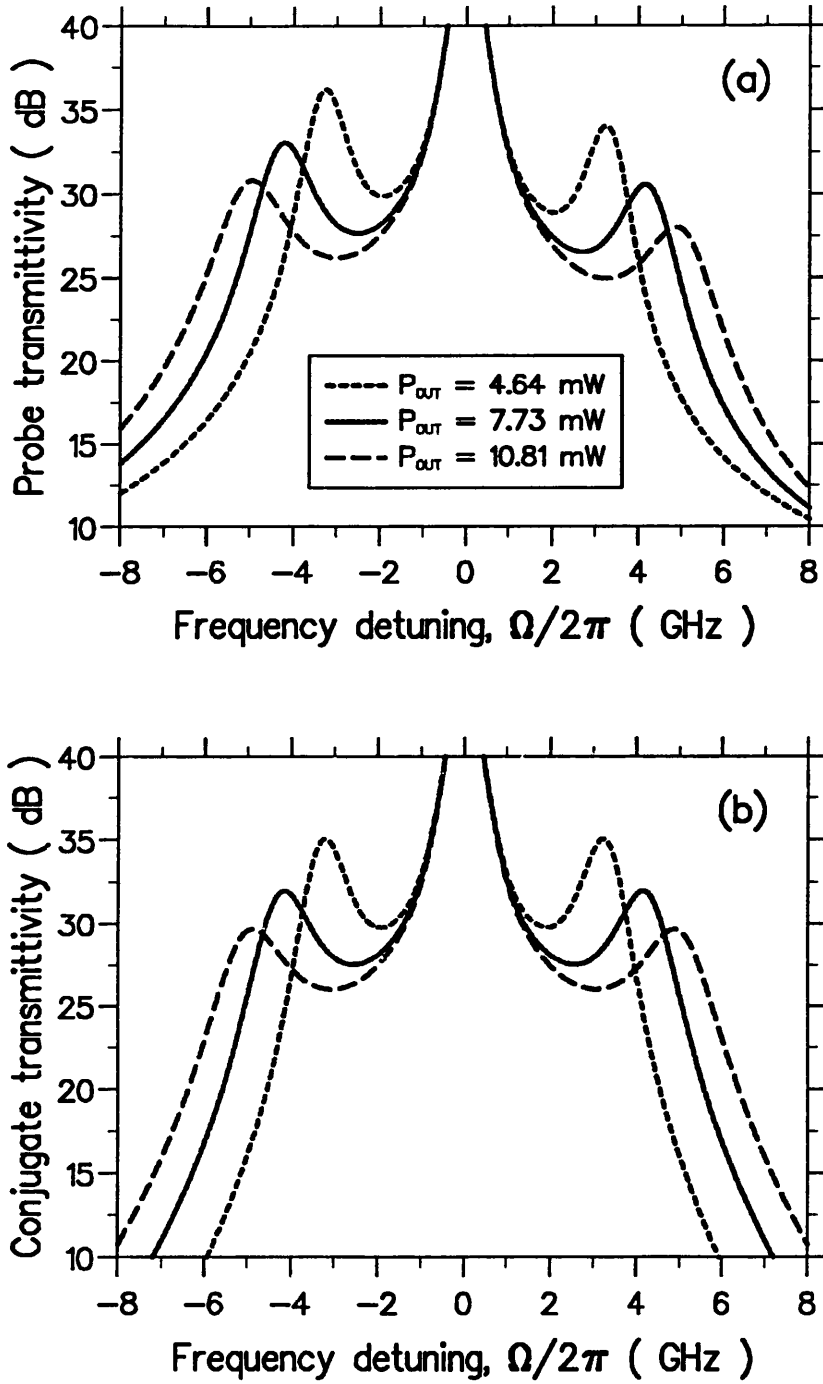 40
35
30
25
20
15
10
Probe transmittivity ( dB )
(a)
P_OUT = 4.64 mW
P_OUT = 7.73 mW
P_OUT = 10.81 mW
-8 -6 -4 -2 0 2 4 6 8
Frequency detuning, Ω/2π ( GHz )
40
35
30
25
20
15
10
Conjugate transmittivity ( dB )
(b)
-8 -6 -4 -2 0 2 4 6 8
Frequency detuning, Ω/2π ( GHz )